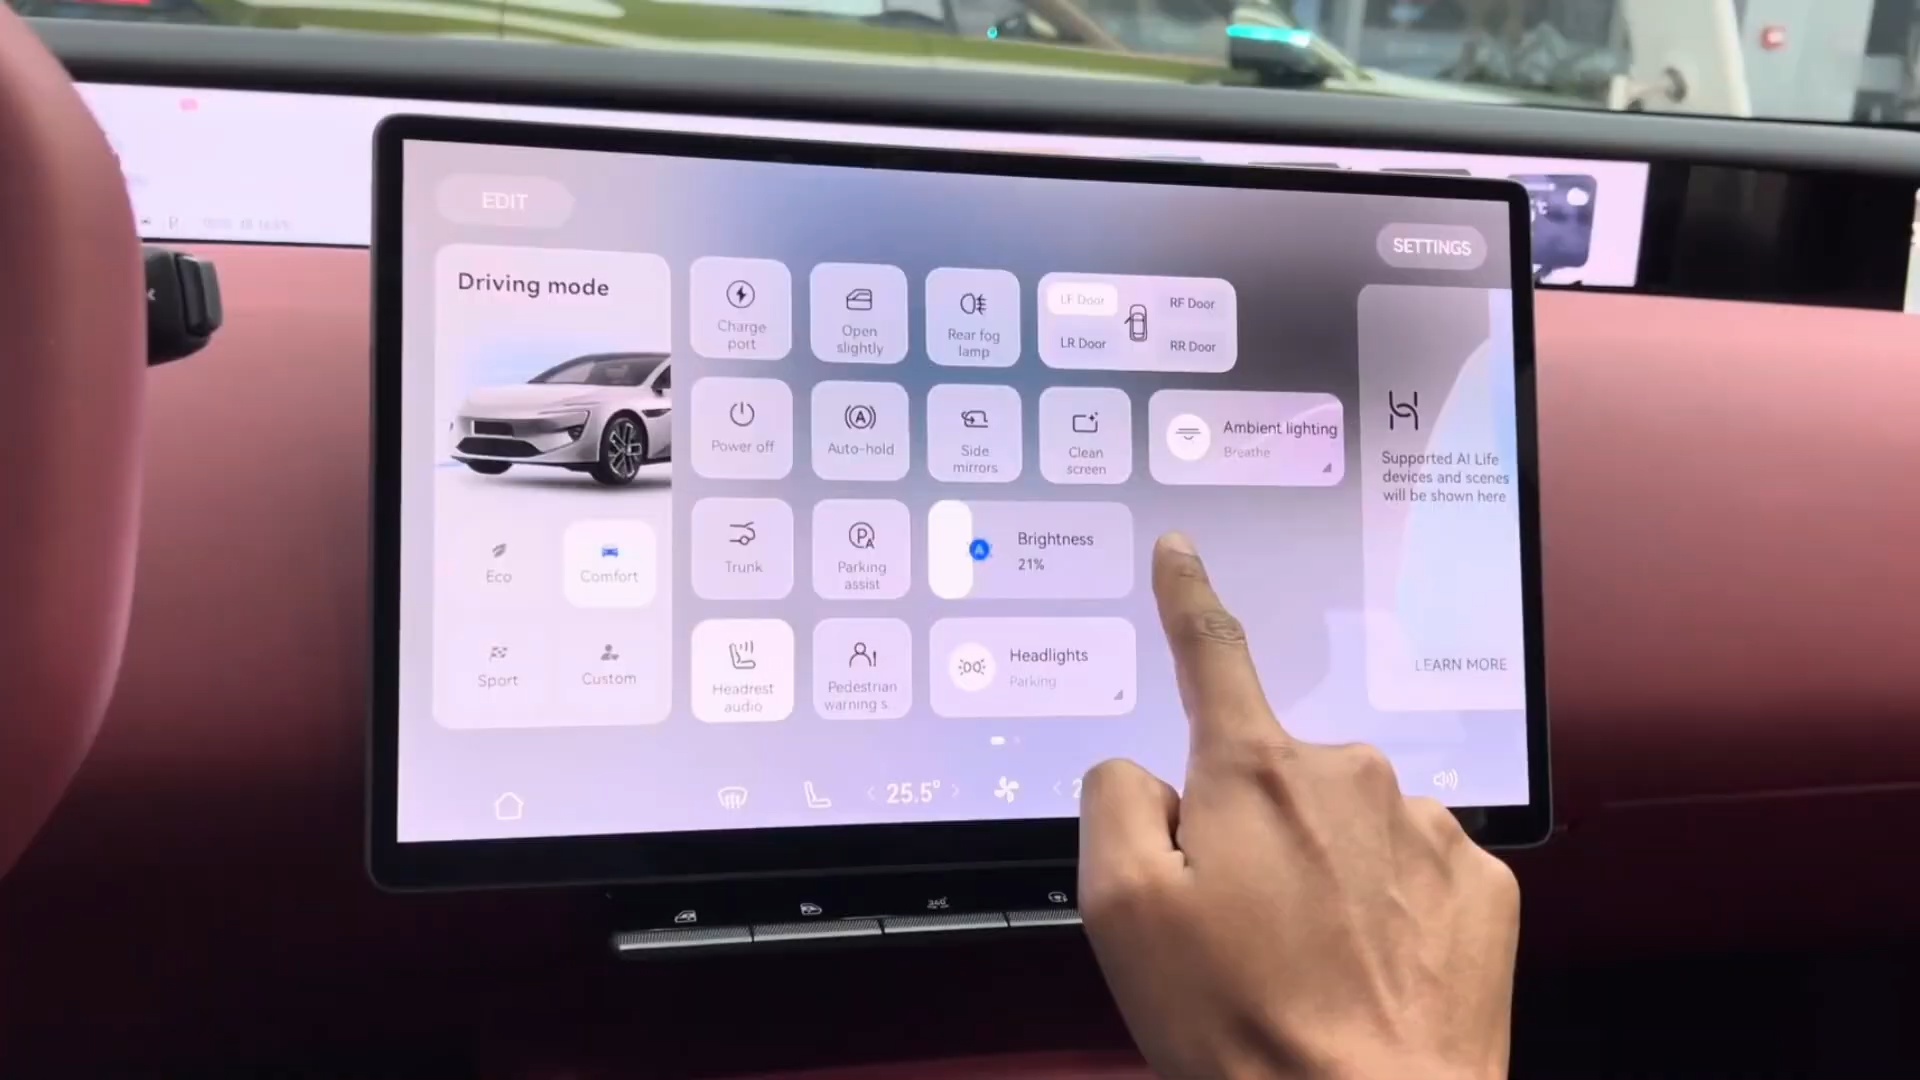 EDIT
SETTINGS
Driving mode
Eco
Comfort
Sport
Custom
Charge
port
Open
slightly
Rear fog
lamp
LF Door
RF Door
LR Door
RR Door
Power off
Auto-hold
Side
mirrors
Clean
screen
Ambient lighting
Breathe
Trunk
Parking
assist
Brightness
21%
Headrest
audio
Pedestrian
warning s...
Headlights
Parking
Supported AI Life
devices and scenes
will be shown here
LEARN MORE
< 25.5° >
< 2
360°